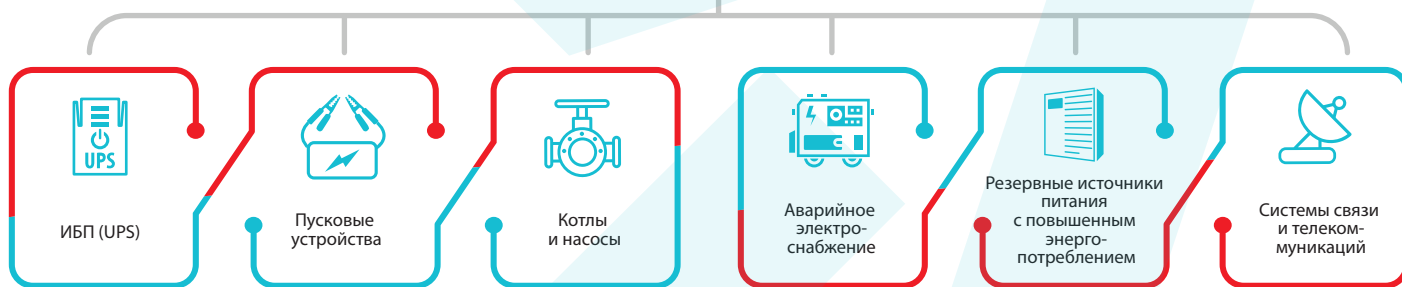 UPS
ИБП (UPS)
Пусковые
устройства
Котлы
и насосы
Аварийное
электро-
снабжение
Резервные источники
питания
с повышенным
энерго-
потреблением
Системы связи
и телеком-
муникаций